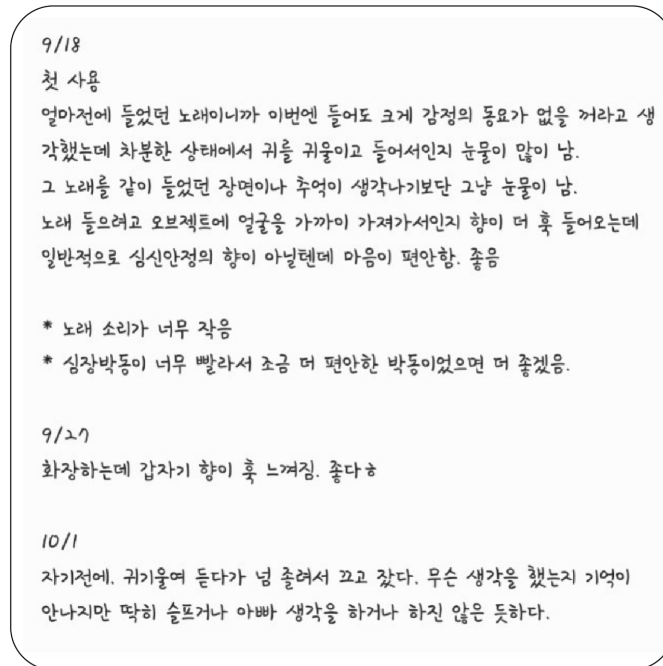 9/18
첫 사용
얼마전에 들었던 노래이니까 이번엔 들어도 크게 감정의 동요가 없을 꺼라고 생
각했는데 차분한 상태에서 귀를 귀울이고 들어서인지 눈물이 많이 남.
그 노래를 같이 들었던 장면이나 추억이 생각나기보단 그냥 눈물이 남.
노래 들으려고 오브젝트에 얼굴을 가까이 가져가서인지 향이 더 훅 들어오는데
일반적으로 심신안정의 향이 아닐텐데 마음이 편안함. 좋음
* 노래 소리가 너무 작음
* 심장박동이 너무 빨라서 조금 더 편안한 박동이었으면 더 좋겠음.
9/27
화장하는데 갑자기 향이 훅 느껴짐. 좋다ㅎ
10/1
자기전에. 귀기울여 듣다가 넘 졸려서 끄고 잤다. 무슨 생각을 했는지 기억이
안나지만 딱히 슬프거나 아빠 생각을 하거나 하진 않은 듯하다.